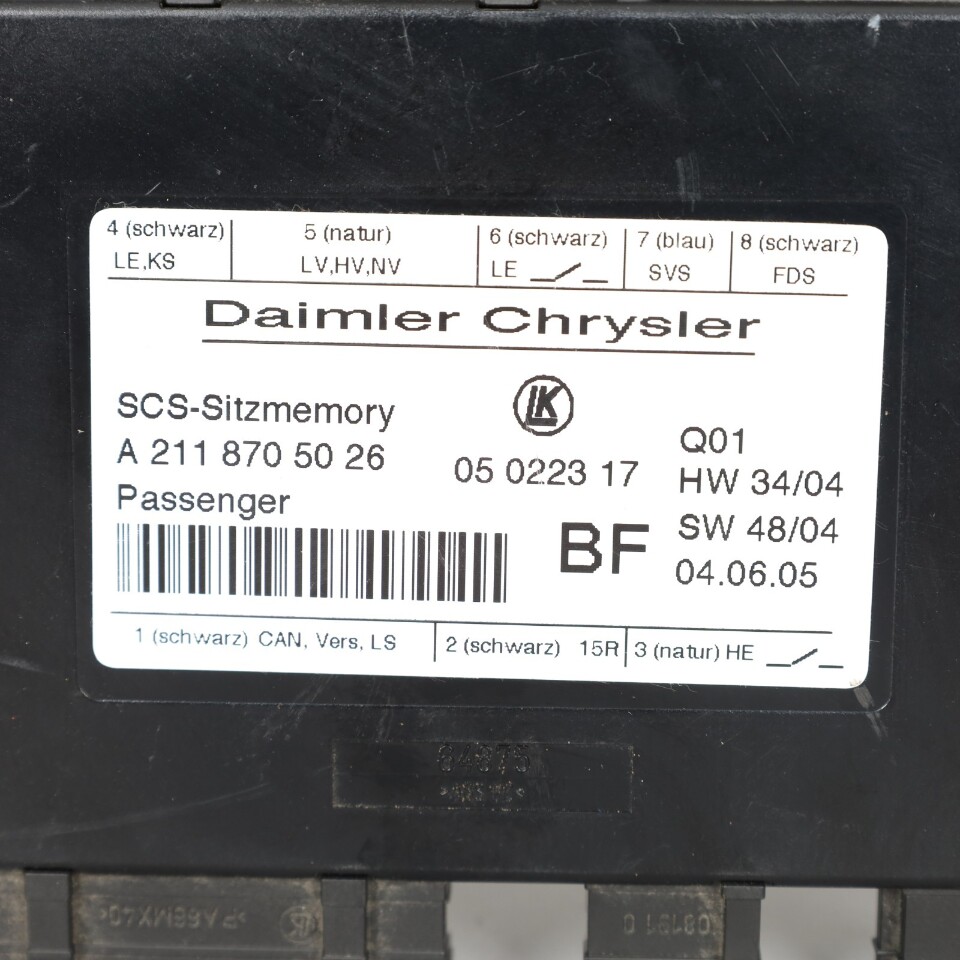 4 (schwarz) 5 (natur) 6 (schwarz) 7 (blau) 8 (schwarz)
LE,KS LV,HV,NV LE SVS FDS
Daimler Chrysler
LK
SCS-Sitzmemory
A 211 870 50 26
Passenger
05 0223 17
BF
Q01
HW 34/04
SW 48/04
04.06.05
1 (schwarz) CAN, Vers, LS 2 (schwarz) 15R 3 (natur) HE
>PA66MX40<